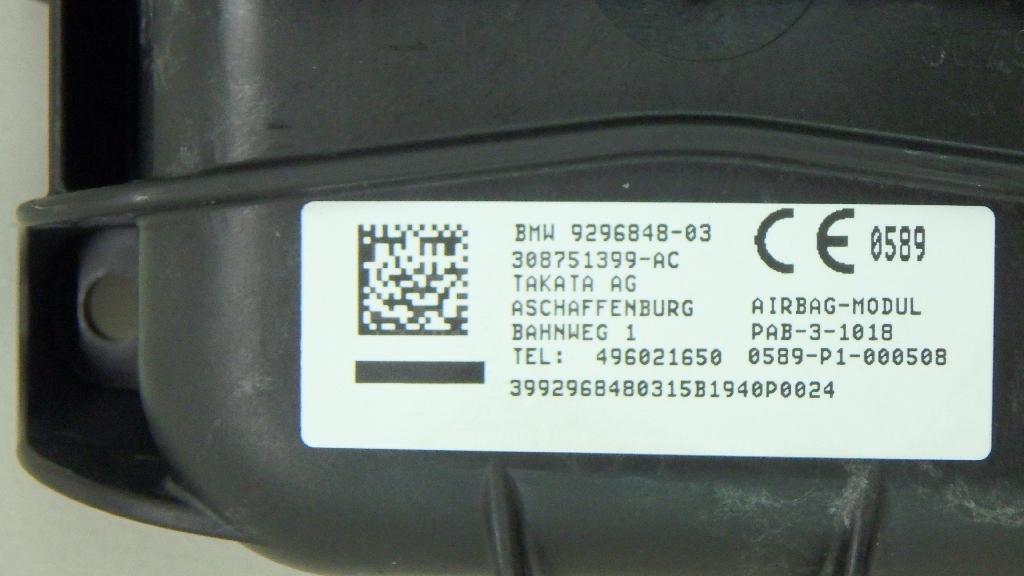 BMW 9296848-03
308751399-AC
TAKATA AG
ASCHAFFENBURG
BAHNWEG 1
TEL: 496021650
CE 0589
AIRBAG-MODUL
PAB-3-1018
0589-P1-000508
3992968480315B1940P0024